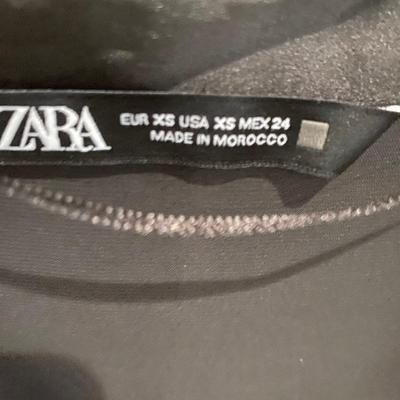 ZARA
EUR XS USA XS MEX 24
MADE IN MOROCCO